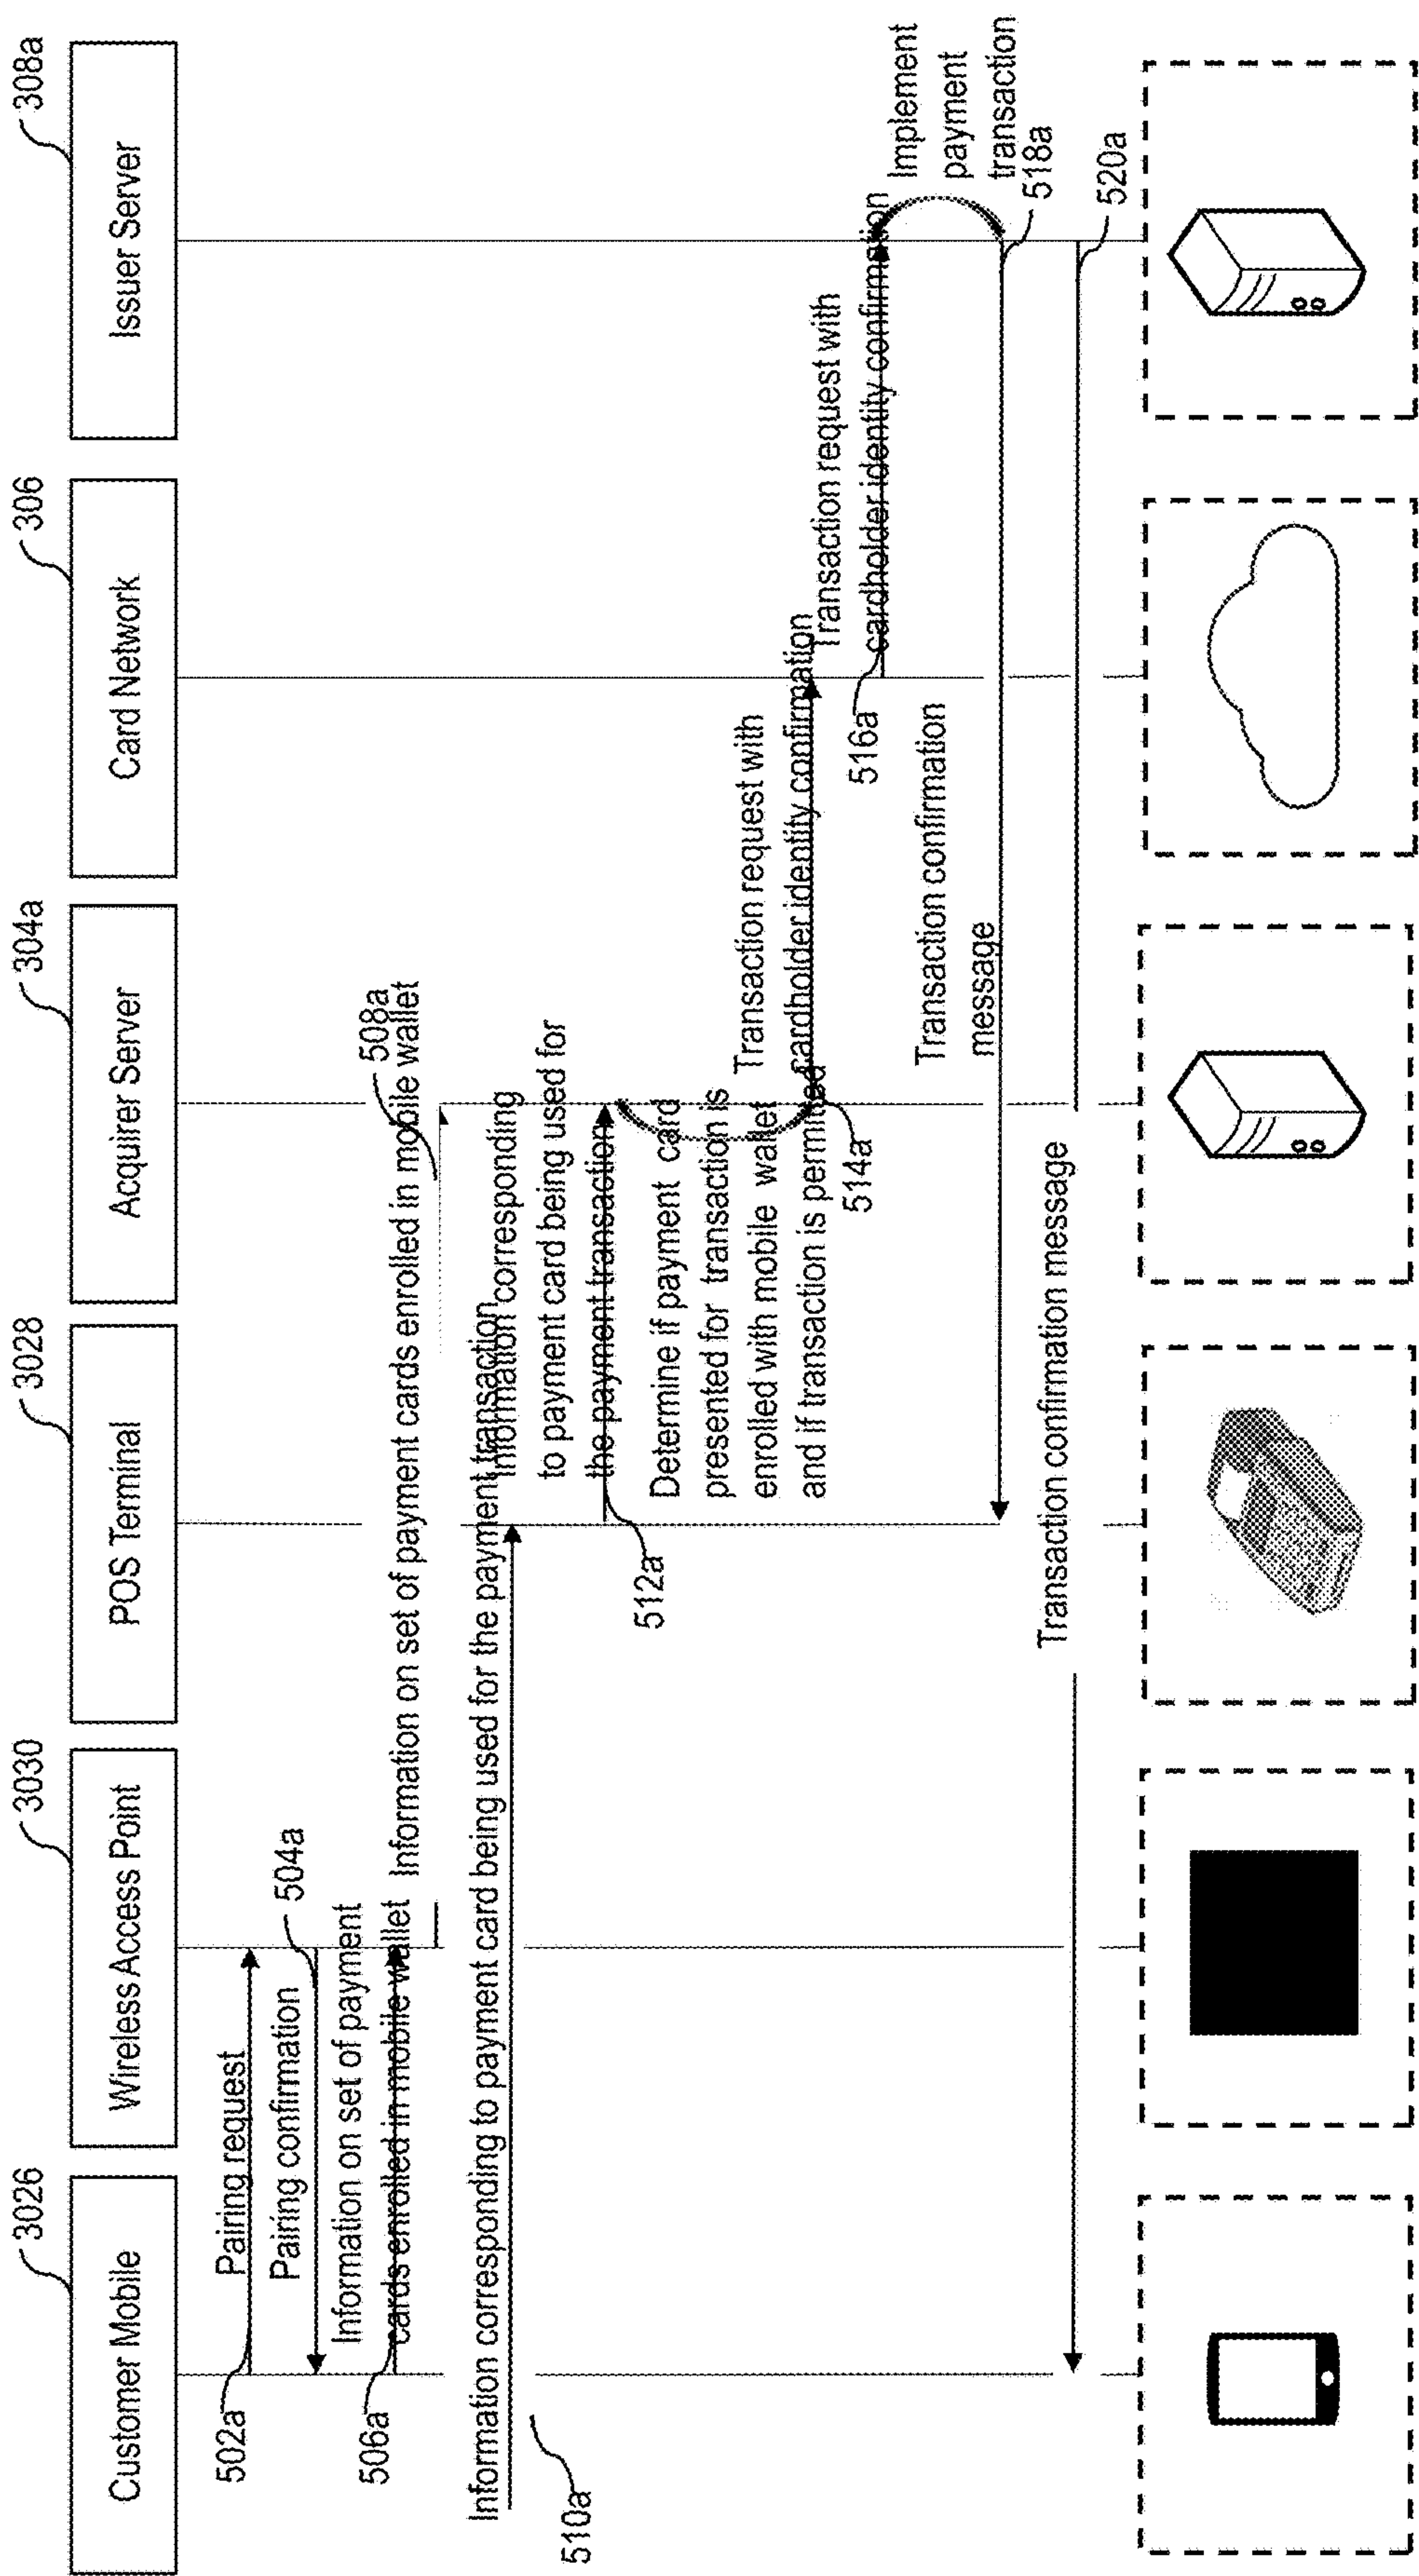 3026
3030
3028
304a
306
308a
Customer Mobile
Wireless Access Point
POS Terminal
Acquirer Server
Card Network
Issuer Server
502a
Pairing request
Pairing confirmation
504a
Information on set of payment
cards enrolled in mobile wallet
506a
Information on set of payment cards enrolled in mobile wallet
508a
Information corresponding to payment card being used for the payment transaction
510a
Information corresponding
to payment card being used for
the payment transaction
512a
Determine if payment card
presented for transaction is
enrolled with mobile wallet
and if transaction is permitted
514a
Transaction request with
cardholder identity confirmation
516a
Transaction request with
cardholder identity confirmation
Implement
payment
transaction
518a
Transaction confirmation
message
520a
Transaction confirmation message